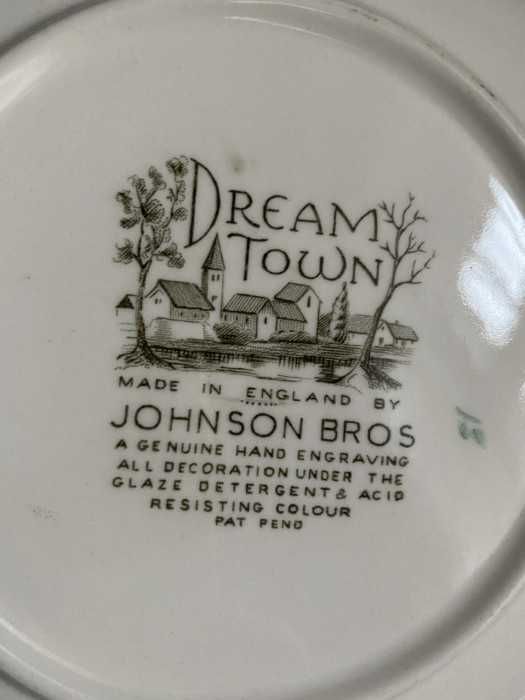 DREAM
TOWN
MADE IN ENGLAND BY
JOHNSON BROS
A GENUINE HAND ENGRAVING
ALL DECORATION UNDER THE
GLAZE DETERGENT & ACID
RESISTING COLOUR
PAT PEND